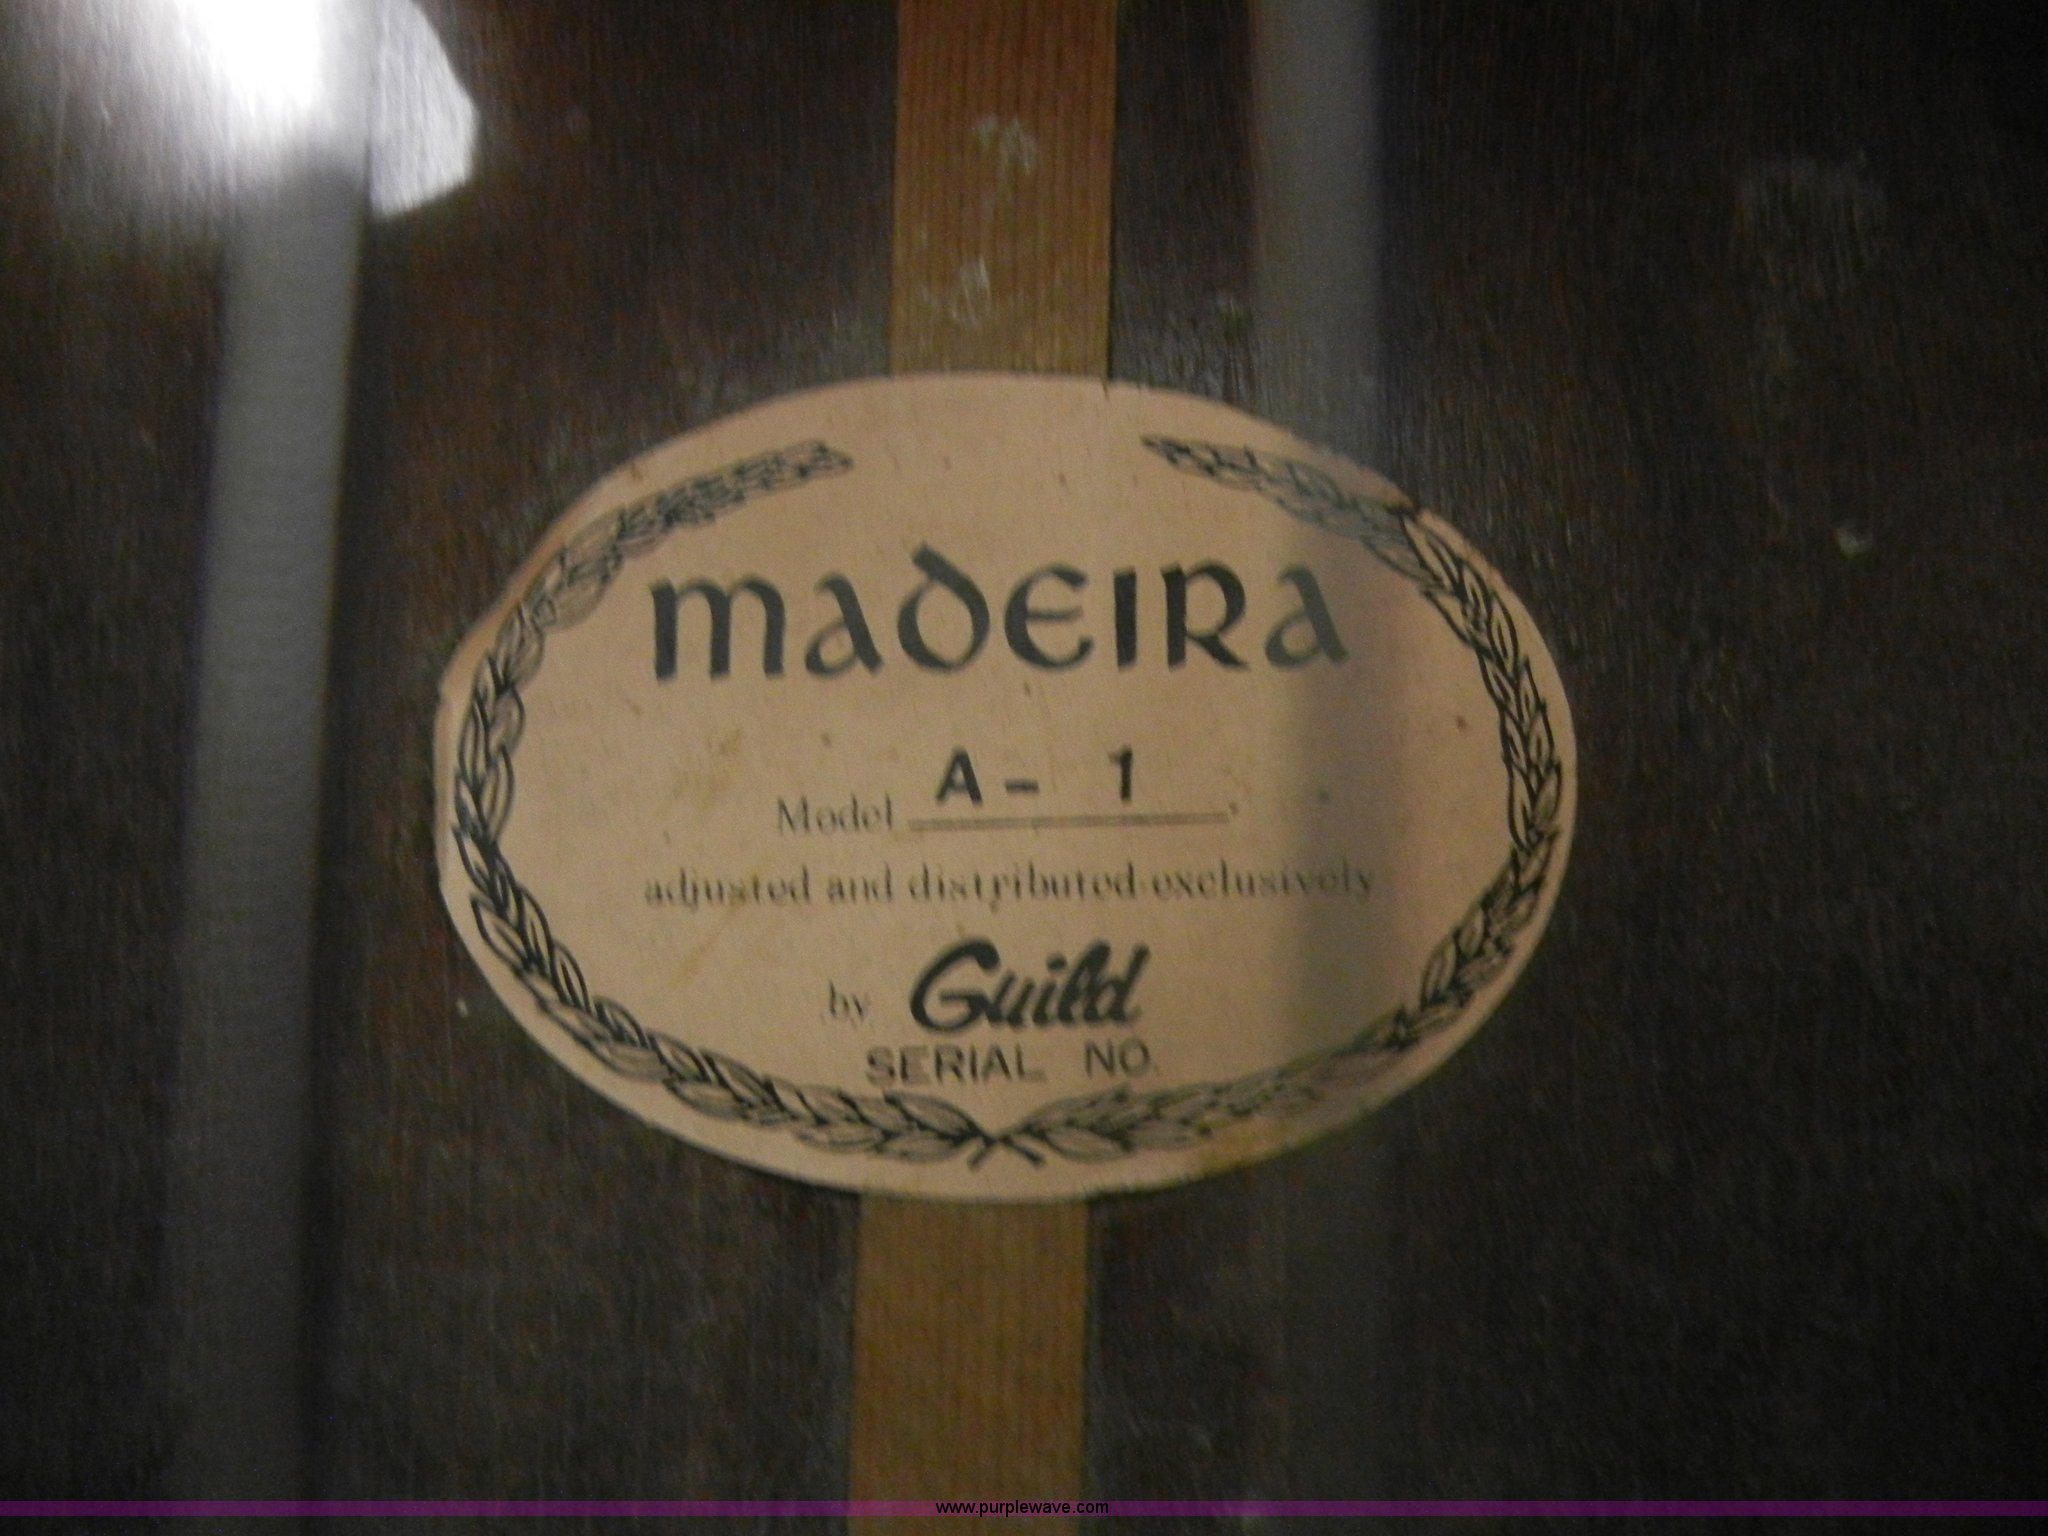 MADEIRA
Model A- 1
adjusted and distributed exclusively
by Guild
SERIAL NO.
www.purplewave.com